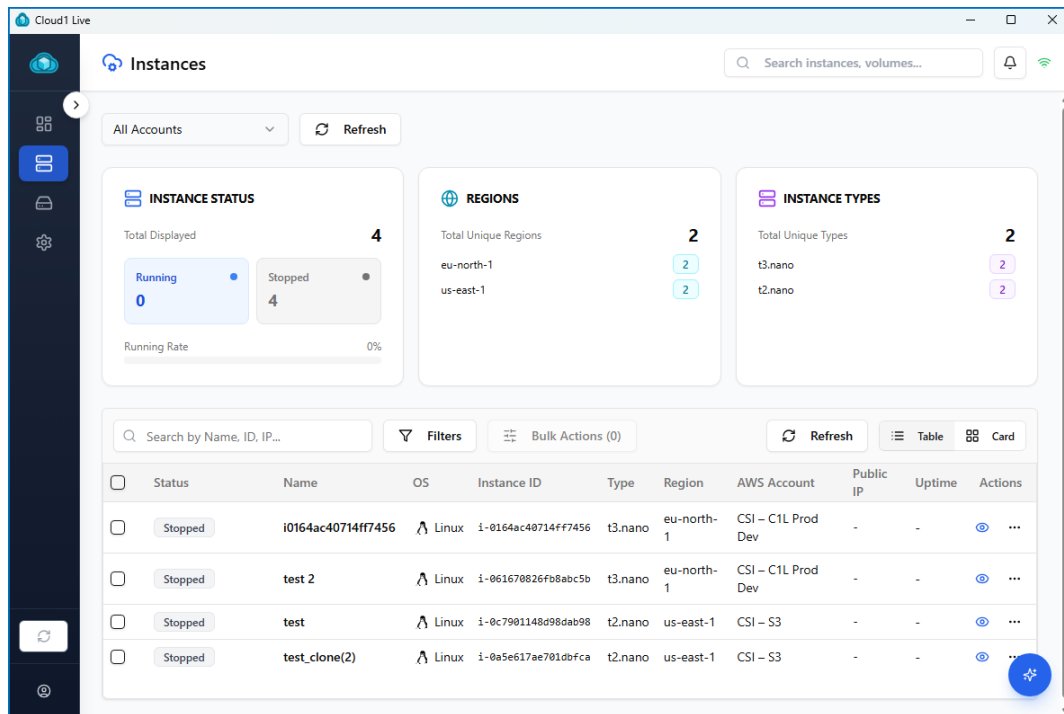 Cloud1 Live
Instances
Search instances, volumes...
All Accounts
Refresh
INSTANCE STATUS
Total Displayed 4
Running
0
Stopped
4
Running Rate 0%
REGIONS
Total Unique Regions 2
eu-north-1 2
us-east-1 2
INSTANCE TYPES
Total Unique Types 2
t3.nano 2
t2.nano 2
Search by Name, ID, IP...
Filters
Bulk Actions (0)
Refresh
Table
Card
Status Name OS Instance ID Type Region AWS Account Public IP Uptime Actions
Stopped i0164ac40714ff7456 Linux i-0164ac40714ff7456 t3.nano eu-north-1 CSI – C1L Prod Dev - -
Stopped test 2 Linux i-061670826fb8abc5b t3.nano eu-north-1 CSI – C1L Prod Dev - -
Stopped test Linux i-0c7901148d98dab98 t2.nano us-east-1 CSI – S3 - -
Stopped test_clone(2) Linux i-0a5e617ae701dbfca t2.nano us-east-1 CSI – S3 - -